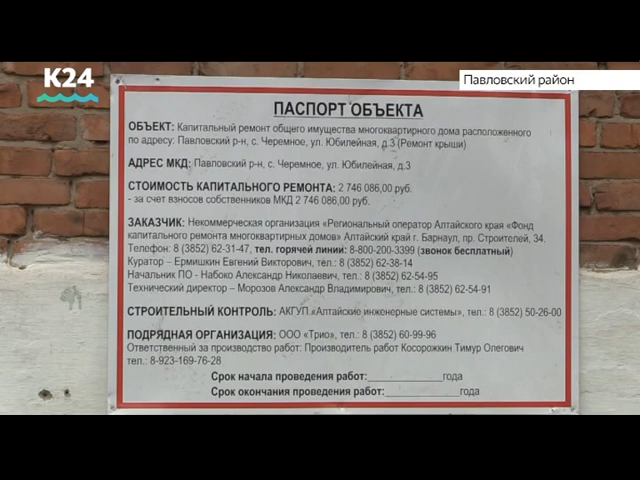 К24
Павловский район
ПАСПОРТ ОБЪЕКТА
ОБЪЕКТ: Капитальный ремонт общего имущества многоквартирного дома расположенного
по адресу: Павловский р-н, с. Черемное, ул. Юбилейная, д.3 (Ремонт крыши)
АДРЕС МКД: Павловский р-н, с. Черемное, ул. Юбилейная, д.3
СТОИМОСТЬ КАПИТАЛЬНОГО РЕМОНТА: 2 746 086,00 руб.
- за счет взносов собственников МКД 2 746 086,00 руб.
ЗАКАЗЧИК: Некоммерческая организация «Региональный оператор Алтайского края «Фонд
капитального ремонта многоквартирных домов» Алтайский край г. Барнаул, пр. Строителей, 34.
Телефон: 8 (3852) 62-31-47, тел. горячей линии: 8-800-200-3399 (звонок бесплатный)
Куратор – Ермишкин Евгений Викторович, тел.: 8 (3852) 62-38-14
Начальник ПО - Набоко Александр Николаевич, тел.: 8 (3852) 62-54-95
Технический директор – Морозов Александр Владимирович, тел.: 8 (3852) 62-54-91
СТРОИТЕЛЬНЫЙ КОНТРОЛЬ: АКГУП «Алтайские инженерные системы», тел.: 8 (3852) 50-26-00
ПОДРЯДНАЯ ОРГАНИЗАЦИЯ: ООО «Трио», тел.: 8 (3852) 60-99-96
Ответственный за производство работ: Производитель работ Косорожкин Тимур Олегович
тел.: 8-923-169-76-28
Срок начала проведения работ:______________года
Срок окончания проведения работ:______________года